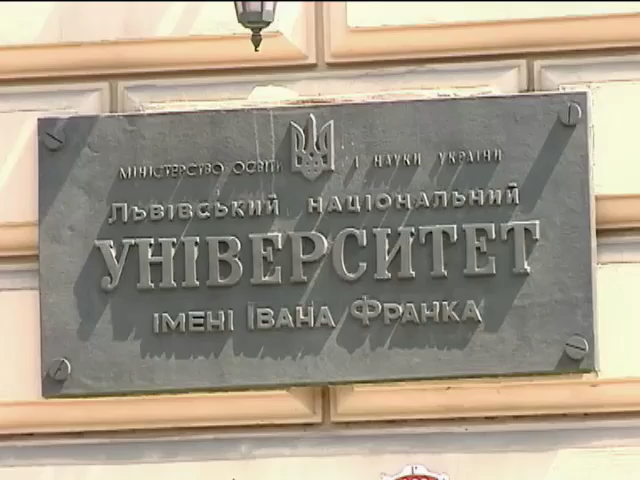 МІНІСТЕРСТВО ОСВІТИ І НАУКИ УКРАЇНИ
ЛЬВІВСЬКИЙ НАЦІОНАЛЬНИЙ
УНІВЕРСИТЕТ
ІМЕНІ ІВАНА ФРАНКА